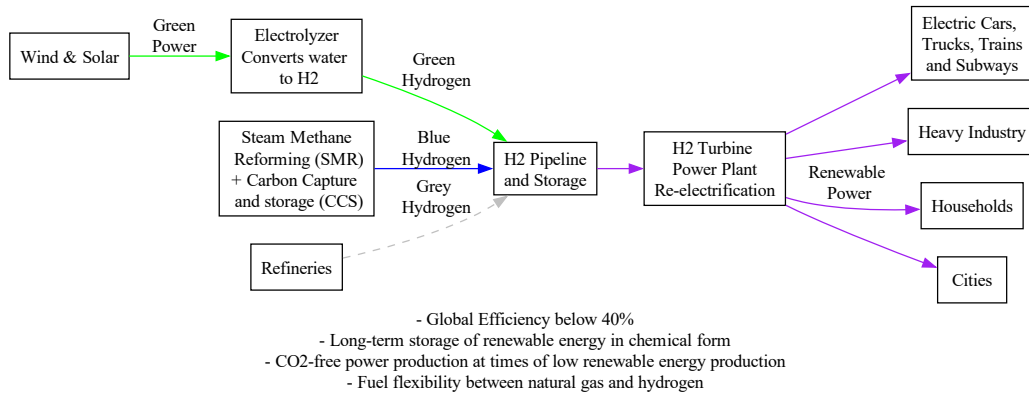 Wind & Solar
Green
Power
Electrolyzer
Converts water
to H2
Green
Hydrogen
Steam Methane
Reforming (SMR)
+ Carbon Capture
and storage (CCS)
Blue
Hydrogen
Grey
Hydrogen
Refineries
H2 Pipeline
and Storage
H2 Turbine
Power Plant
Re-electrification
Renewable
Power
Electric Cars,
Trucks, Trains
and Subways
Heavy Industry
Households
Cities
- Global Efficiency below 40%
- Long-term storage of renewable energy in chemical form
- CO2-free power production at times of low renewable energy production
- Fuel flexibility between natural gas and hydrogen